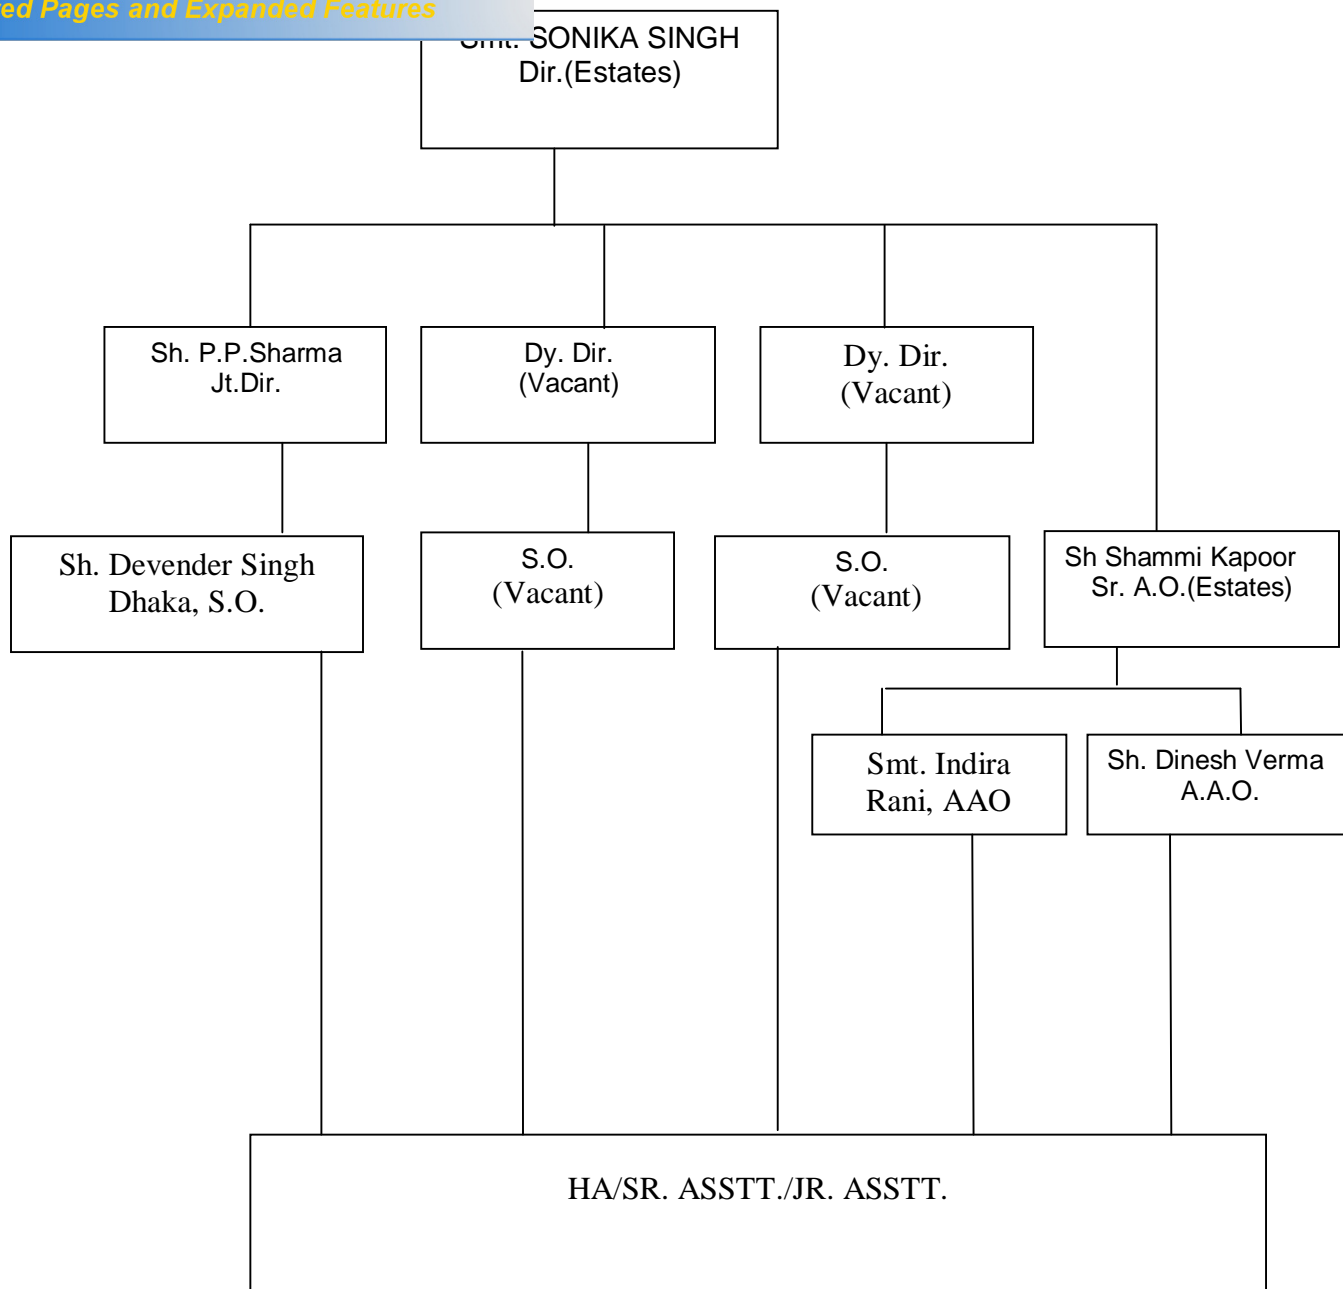 ed Pages and Expanded Features
Smt. SONIKA SINGH
Dir.(Estates)
Sh. P.P.Sharma
Jt.Dir.
Dy. Dir.
(Vacant)
Dy. Dir.
(Vacant)
Sh. Devender Singh
Dhaka, S.O.
S.O.
(Vacant)
S.O.
(Vacant)
Sh Shammi Kapoor
Sr. A.O.(Estates)
Smt. Indira
Rani, AAO
Sh. Dinesh Verma
A.A.O.
HA/SR. ASSTT./JR. ASSTT.